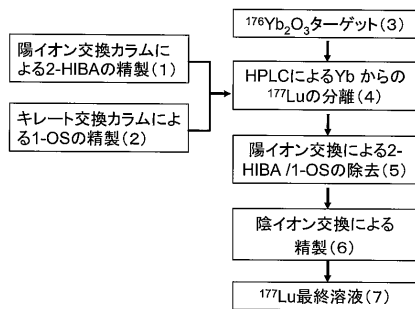 陽イオン交換カラムに
よる2-HIBAの精製(1)
キレート交換カラムによ
る1-OSの精製(2)
¹⁷⁶Yb₂O₃ターゲット(3)
HPLCによるYb からの
¹⁷⁷Luの分離(4)
陽イオン交換による2-
HIBA /1-OSの除去(5)
陰イオン交換による
精製(6)
¹⁷⁷Lu最終溶液(7)